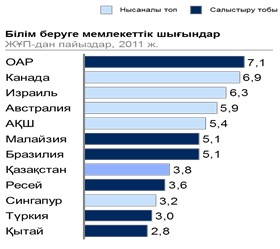 Нысаналы топ Салыстыру тобы
Білім беруге мемлекеттік шығындар
ЖҰП-дан пайыздар, 2011 ж.
ОАР 7,1
Канада 6,9
Израиль 6,3
Австралия 5,9
АҚШ 5,4
Малайзия 5,1
Бразилия 5,1
Қазақстан 3,8
Ресей 3,6
Сингапур 3,2
Түркия 3,0
Қытай 2,8